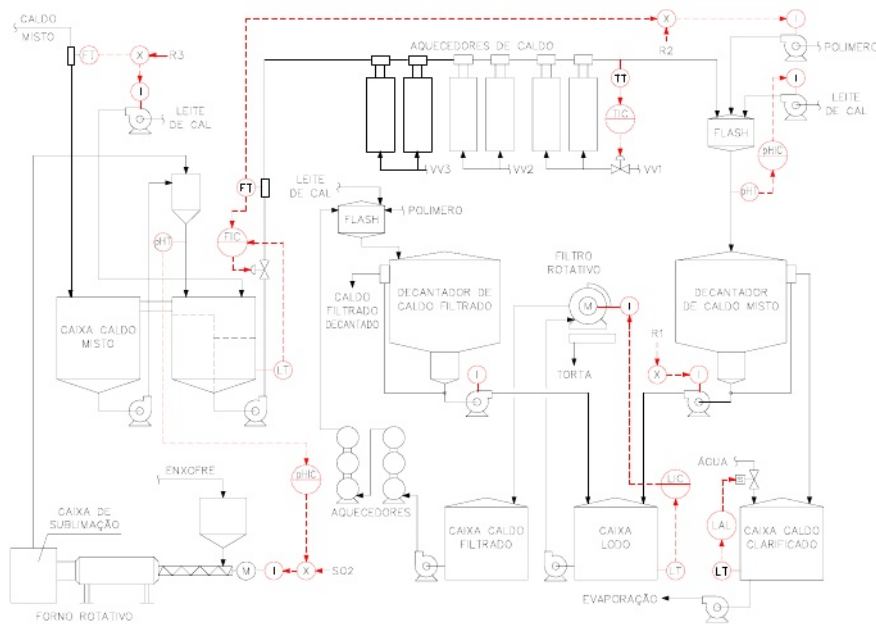 CALDO
MISTO
FT
X
R3
I
LEITE
DE CAL
AQUECEDORES DE CALDO
X
R2
I
POLIMERO
I
LEITE
DE CAL
FLASH
pHIC
pHT
TT
TIC
VV3
VV2
VV1
FT
FIC
pHT
LT
LEITE
DE CAL
FLASH
POLIMERO
CAIXA CALDO
MISTO
CALDO
FILTRADO
DECANTADO
DECANTADOR DE
CALDO FILTRADO
FILTRO
ROTATIVO
M
I
TORTA
DECANTADOR
DE CALDO MISTO
R1
X
I
I
ENXOFRE
CAIXA DE
SUBLIMAÇÃO
FORNO ROTATIVO
M
I
X
SO2
pHIC
AQUECEDORES
CAIXA CALDO
FILTRADO
CAIXA
LODO
LIC
LT
ÁGUA
S
LAL
LT
CAIXA CALDO
CLARIFICADO
EVAPORAÇÃO